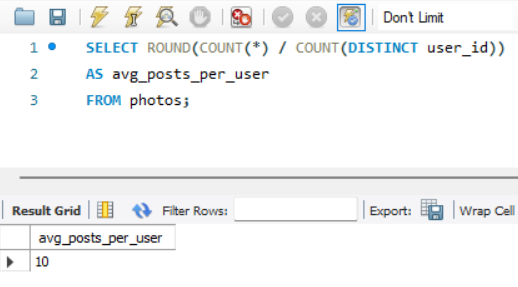 Don't Limit
1 SELECT ROUND(COUNT(*) / COUNT(DISTINCT user_id))
2 AS avg_posts_per_user
3 FROM photos;
Result Grid Filter Rows: Export: Wrap Cell
avg_posts_per_user
10